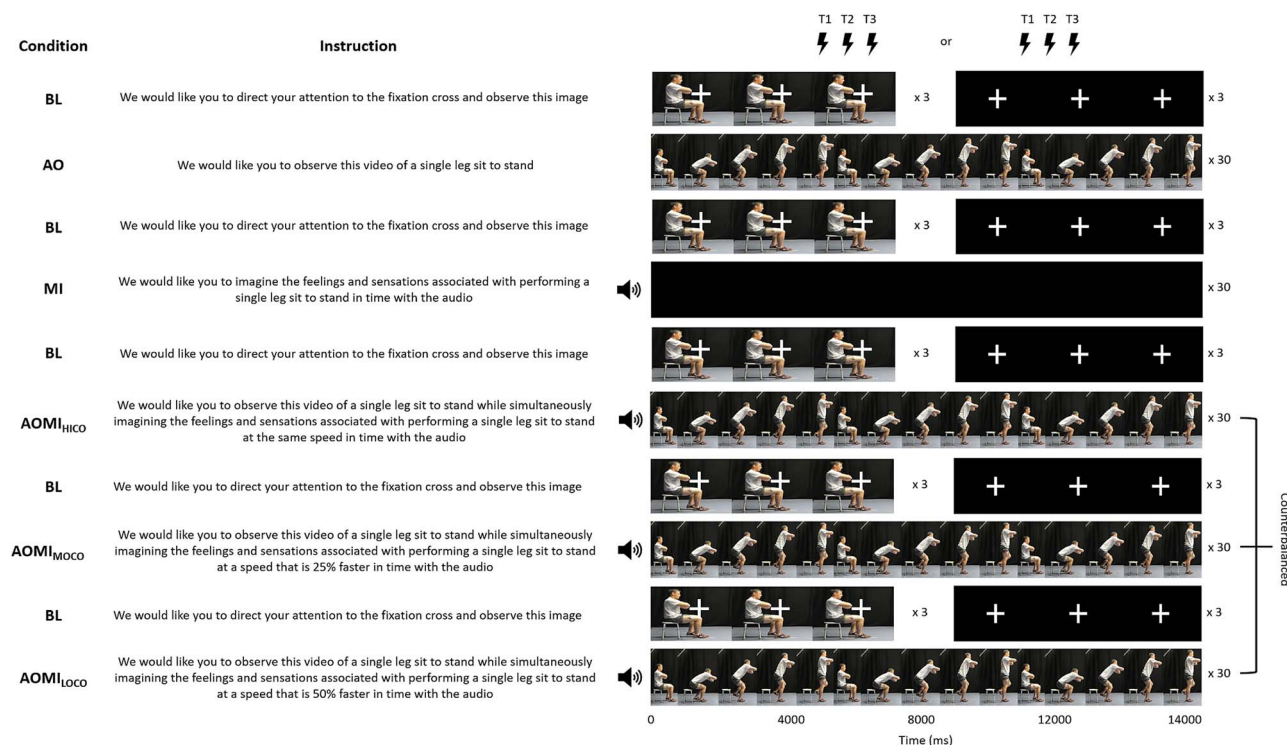 T1 T2 T3 or T1 T2 T3
Condition Instruction
BL We would like you to direct your attention to the fixation cross and observe this image x 3 x 3
AO We would like you to observe this video of a single leg sit to stand x 30
BL We would like you to direct your attention to the fixation cross and observe this image x 3 x 3
We would like you to imagine the feelings and sensations associated with performing a
MI single leg sit to stand in time with the audio x 30
BL We would like you to direct your attention to the fixation cross and observe this image x 3 x 3
We would like you to observe this video of a single leg sit to stand while simultaneously
AOMIHICO imagining the feelings and sensations associated with performing a single leg sit to stand x 30
at the same speed in time with the audio
BL We would like you to direct your attention to the fixation cross and observe this image x 3 x 3
We would like you to observe this video of a single leg sit to stand while simultaneously
AOMIMOCO imagining the feelings and sensations associated with performing a single leg sit to stand x 30
at a speed that is 25% faster in time with the audio
Counterbalanced
BL We would like you to direct your attention to the fixation cross and observe this image x 3 x 3
We would like you to observe this video of a single leg sit to stand while simultaneously
AOMILOCO imagining the feelings and sensations associated with performing a single leg sit to stand x 30
at a speed that is 50% faster in time with the audio
0 4000 8000 12000 14000
Time (ms)